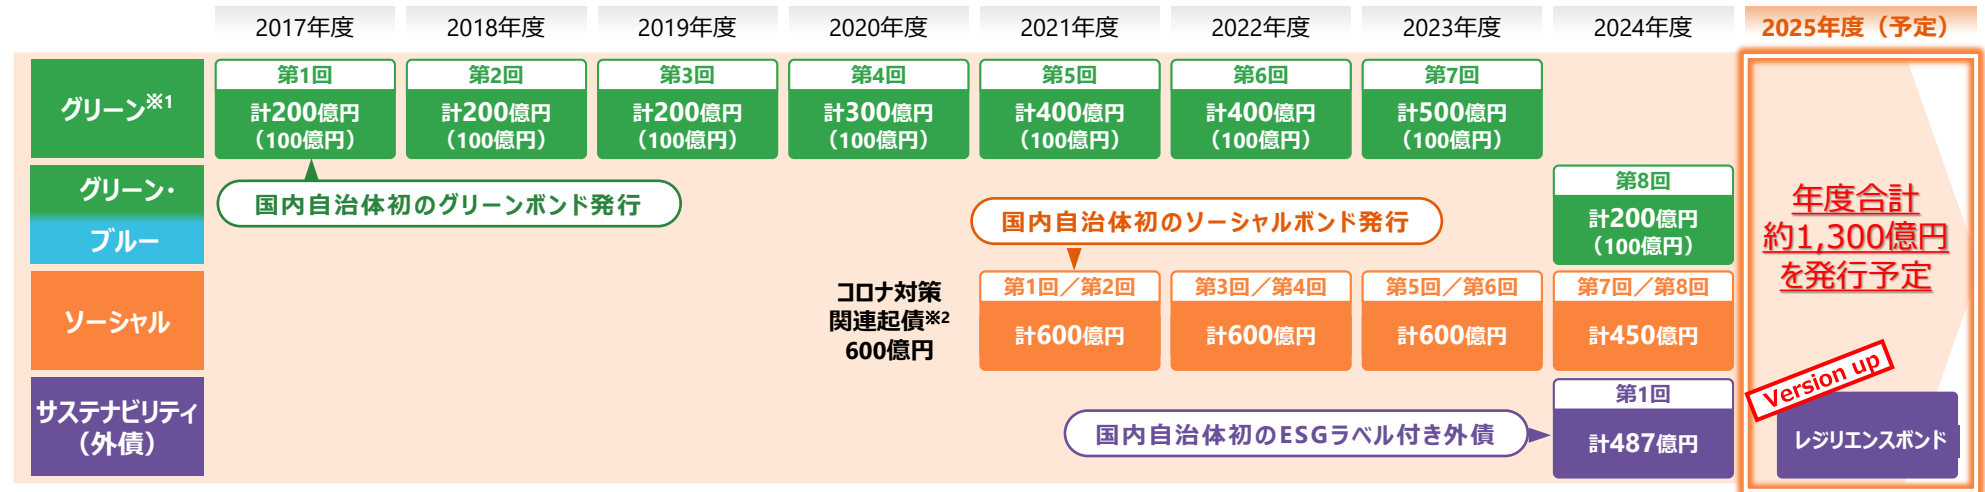 2017年度 2018年度 2019年度 2020年度 2021年度 2022年度 2023年度 2024年度 2025年度（予定）
グリーン※1
第1回 第2回 第3回 第4回 第5回 第6回 第7回
計200億円 計200億円 計200億円 計300億円 計400億円 計400億円 計500億円
（100億円） （100億円） （100億円） （100億円） （100億円） （100億円） （100億円）
グリーン・
ブルー
国内自治体初のグリーンボンド発行
国内自治体初のソーシャルボンド発行
第8回
計200億円
（100億円）
ソーシャル
コロナ対策
関連起債※2
600億円
第1回／第2回 第3回／第4回 第5回／第6回 第7回／第8回
計600億円 計600億円 計600億円 計450億円
サステナビリティ
（外債）
国内自治体初のESGラベル付き外債
第1回
計487億円
年度合計
約1,300億円
を発行予定
Version up
レジリエンスボンド